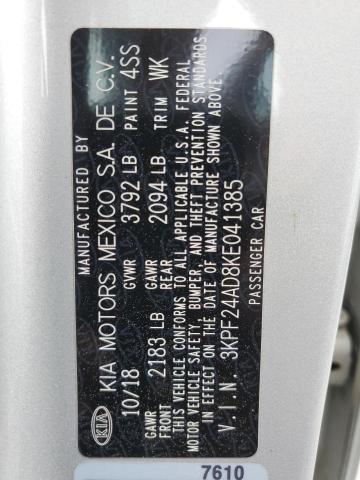 MANUFACTURED BY
KIA KIA MOTORS MEXICO S.A. DE C.V.
10/18 GVWR 3792 LB PAINT 4SS
GAWR FRONT 2183 LB GAWR REAR 2094 LB TRIM WK
THIS VEHICLE CONFORMS TO ALL APPLICABLE U.S.A. FEDERAL
MOTOR VEHICLE SAFETY, BUMPER, AND THEFT PREVENTION STANDARDS
IN EFFECT ON THE DATE OF MANUFACTURE SHOWN ABOVE.
V.I.N. 3KPF24AD8KE041385
PASSENGER CAR
7610